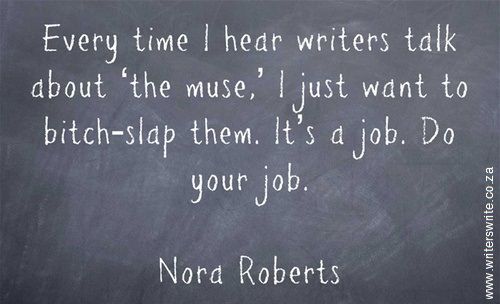 Every time I hear writers talk
about ‘the muse,’ I just want to
bitch-slap them. It’s a job. Do
your job.
Nora Roberts
www.writerswrite.co.za